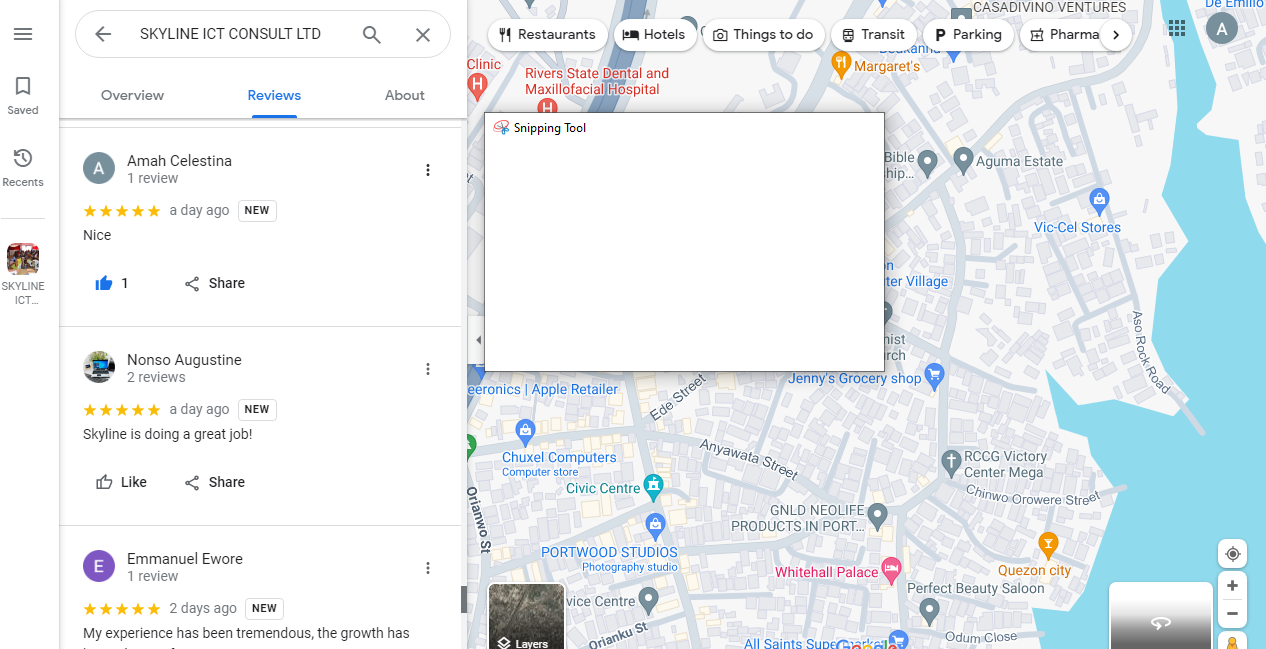 SKYLINE ICT CONSULT LTD
Saved
Recents
SKYLINE
ICT...
Overview
Reviews
About
A
Amah Celestina
1 review
a day ago
NEW
Nice
1
Share
Nonso Augustine
2 reviews
a day ago
NEW
Skyline is doing a great job!
Like
Share
E
Emmanuel Ewore
1 review
2 days ago
NEW
My experience has been tremendous, the growth has
Restaurants
Hotels
Things to do
Transit
Parking
Pharma
A
CASADIVINO VENTURES
De Emilio
Margaret's
Clinic
Rivers State Dental and
Maxillofacial Hospital
H
H
Snipping Tool
Bible
Aguma Estate
Vic-Cel Stores
ter Village
Aso Rock Road
Jenny's Grocery shop
eeronics | Apple Retailer
Ede Street
Anyawata Street
Chuxel Computers
Computer store
Civic Centre
RCCG Victory
Center Mega
Chinwo Orowere Street
Orianwo St
GNLD NEOLIFE
PRODUCTS IN PORT...
PORTWOOD STUDIOS
Photography studio
Quezon city
Whitehall Palace
Perfect Beauty Saloon
vice Centre
Orianku St
Odum Close
All Saints Supermarket
Layers